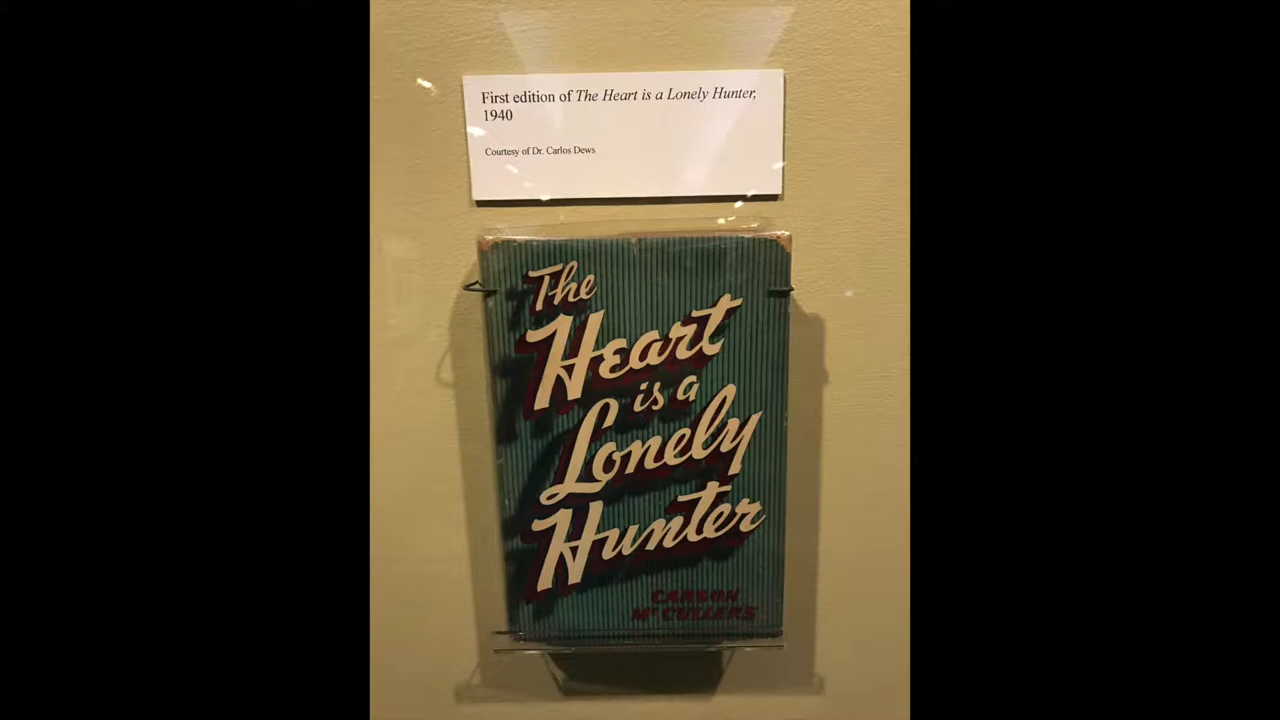 First edition of The Heart is a Lonely Hunter,
1940
Courtesy of Dr. Carlos Dews
The
Heart
is a
Lonely
Hunter
CARSON
McCULLERS